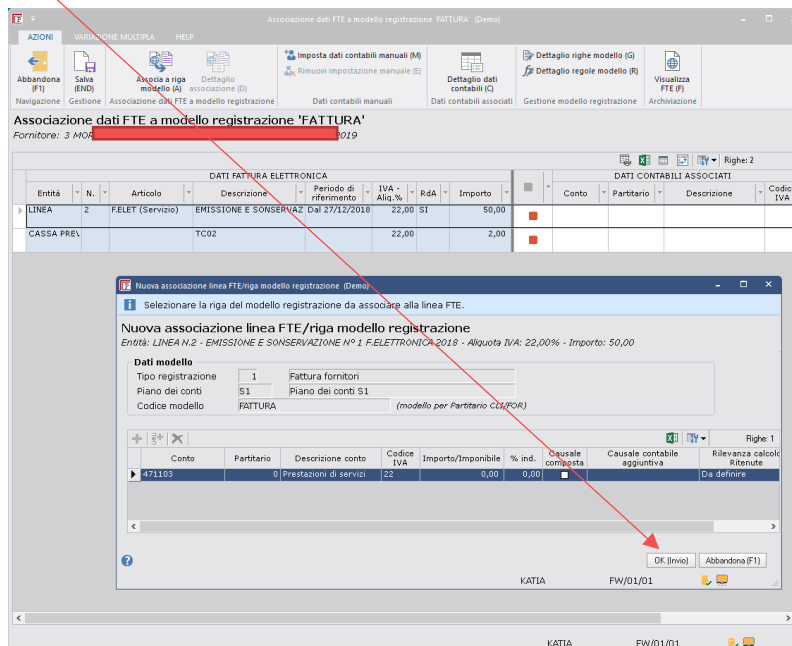 Associazione dati FTE a modello registrazione 'FATTURA' (Demo)
AZIONI VARIAZIONE MULTIPLA HELP
Abbandona (F1)
Salva (END)
Associa a riga modello (A)
Dettaglio associazione (D)
Imposta dati contabili manuali (M)
Rimuovi impostazione manuale (E)
Dettaglio dati contabili (C)
Dettaglio righe modello (G)
Dettaglio regole modello (R)
Visualizza FTE (F)
Navigazione Gestione Associazione dati FTE a modello registrazione Dati contabili manuali Dati contabili associati Gestione modello registrazione Archiviazione
Associazione dati FTE a modello registrazione 'FATTURA'
Fornitore: 3 MOR 2019
Righe: 2
DATI FATTURA ELETTRONICA DATI CONTABILI ASSOCIATI
Entità N. Articolo Descrizione Periodo di riferimento IVA - Aliq.% RdA Importo Conto Partitario Descrizione Codic IVA
LINEA 2 F.ELET (Servizio) EMISSIONE E CONSERVAZ Dal 27/12/2018 22,00 SI 50,00
CASSA PREV TC02 22,00 2,00
Nuova associazione linea FTE/riga modello registrazione (Demo)
Selezionare la riga del modello registrazione da associare alla linea FTE.
Nuova associazione linea FTE/riga modello registrazione
Entità: LINEA N.2 - EMISSIONE E CONSERVAZIONE N° 1 F.ELETTRONICA 2018 - Aliquota IVA: 22,00% - Importo: 50,00
Dati modello
Tipo registrazione 1 Fattura fornitori
Piano dei conti S1 Piano dei conti S1
Codice modello FATTURA (modello per Partitario CLI/FOR)
Righe: 1
Conto Partitario Descrizione conto Codice IVA Importo/Imponibile % ind. Causale composta Causale contabile aggiuntiva Rilevanza calcolo Ritenute
471103 0 Prestazioni di servizi 22 0,00 0,00 Da definire
OK (Invio) Abbandona (F1)
KATIA FW/01/01
KATIA FW/01/01